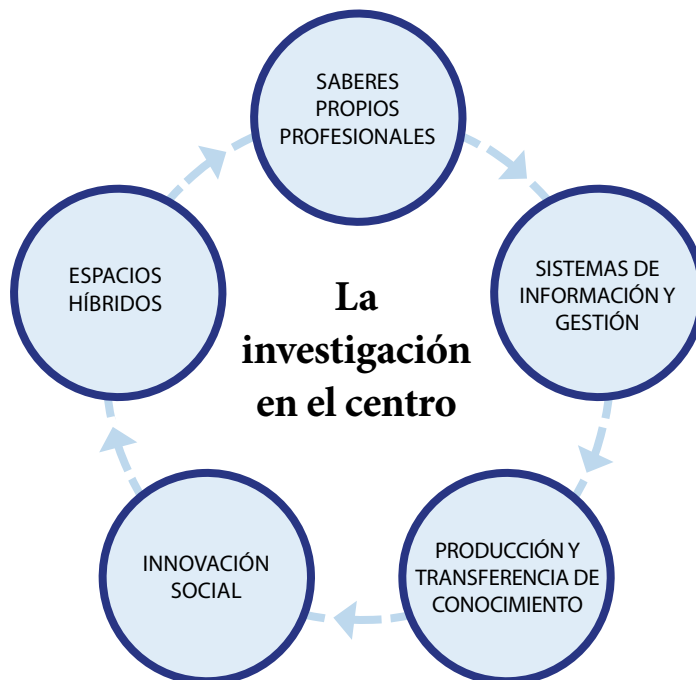 SABERES
PROPIOS
PROFESIONALES
SISTEMAS DE
INFORMACIÓN Y
GESTIÓN
PRODUCCIÓN Y
TRANSFERENCIA DE
CONOCIMIENTO
INNOVACIÓN
SOCIAL
ESPACIOS
HÍBRIDOS
La
investigación
en el centro